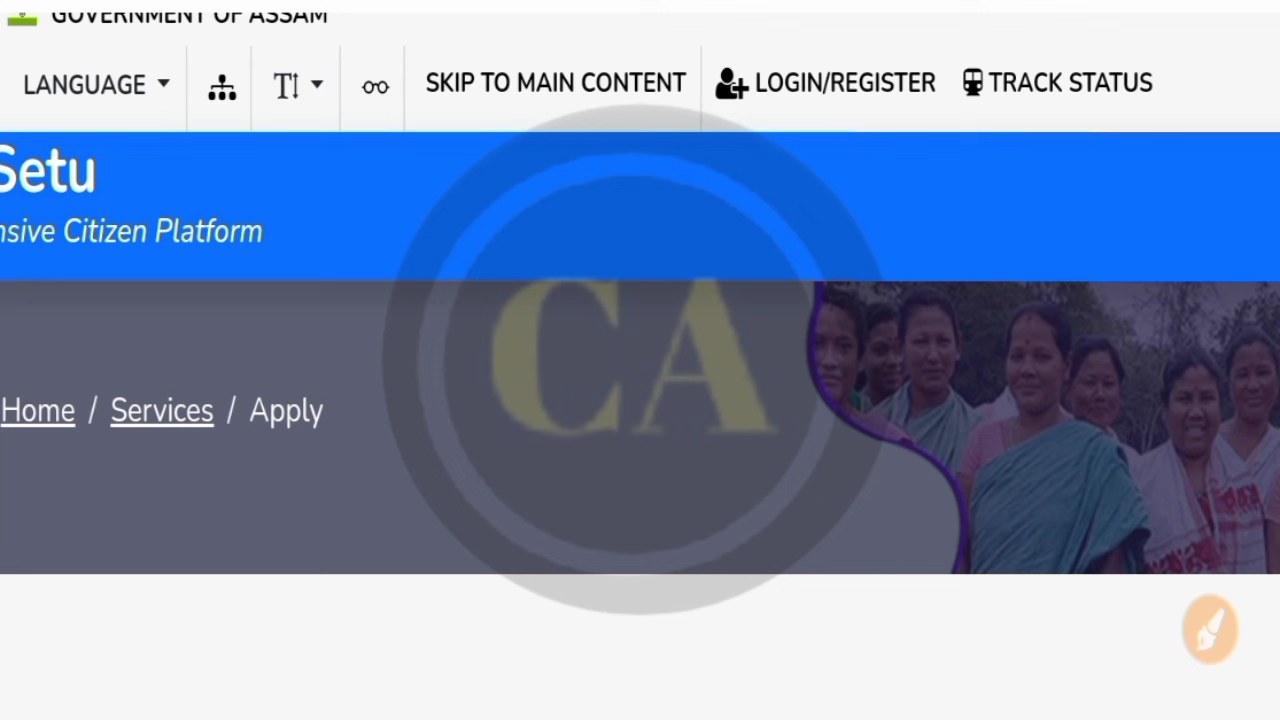 GOVERNMENT OF ASSAM
LANGUAGE
SKIP TO MAIN CONTENT
LOGIN/REGISTER
TRACK STATUS
Setu
nsive Citizen Platform
CA
Home / Services / Apply